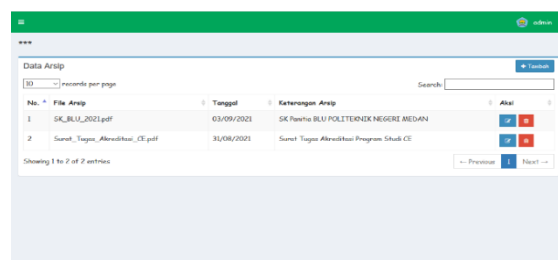 admin
***
Data Arsip
+ Tambah
10 records per page
Search:
No. File Arsip Tanggal Keterangan Arsip Aksi
1 SK_BLU_2021.pdf 03/09/2021 SK Panitia BLU POLITEKNIK NEGERI MEDAN
2 Surat_Tugas_Akreditasi_CE.pdf 31/08/2021 Surat Tugas Akreditasi Program Studi CE
Showing 1 to 2 of 2 entries
← Previous 1 Next →